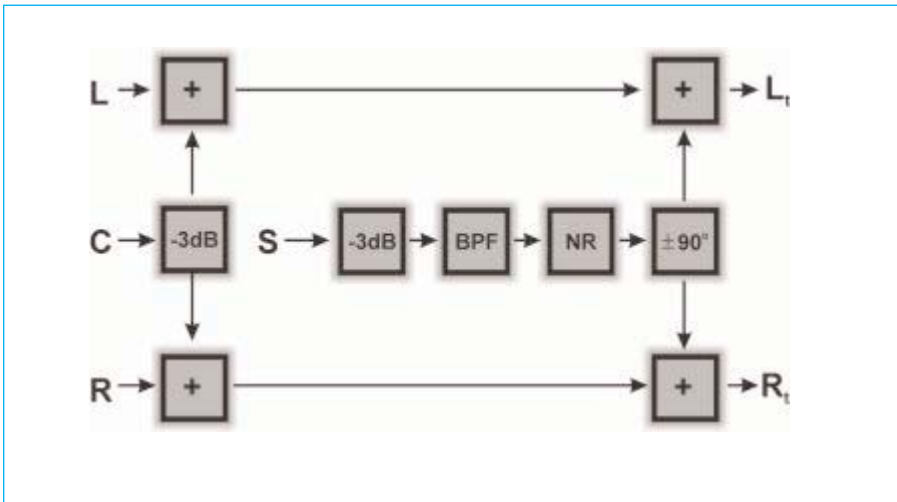 L + + Lt
C -3dB S -3dB BPF NR ±90°
R + + Rt